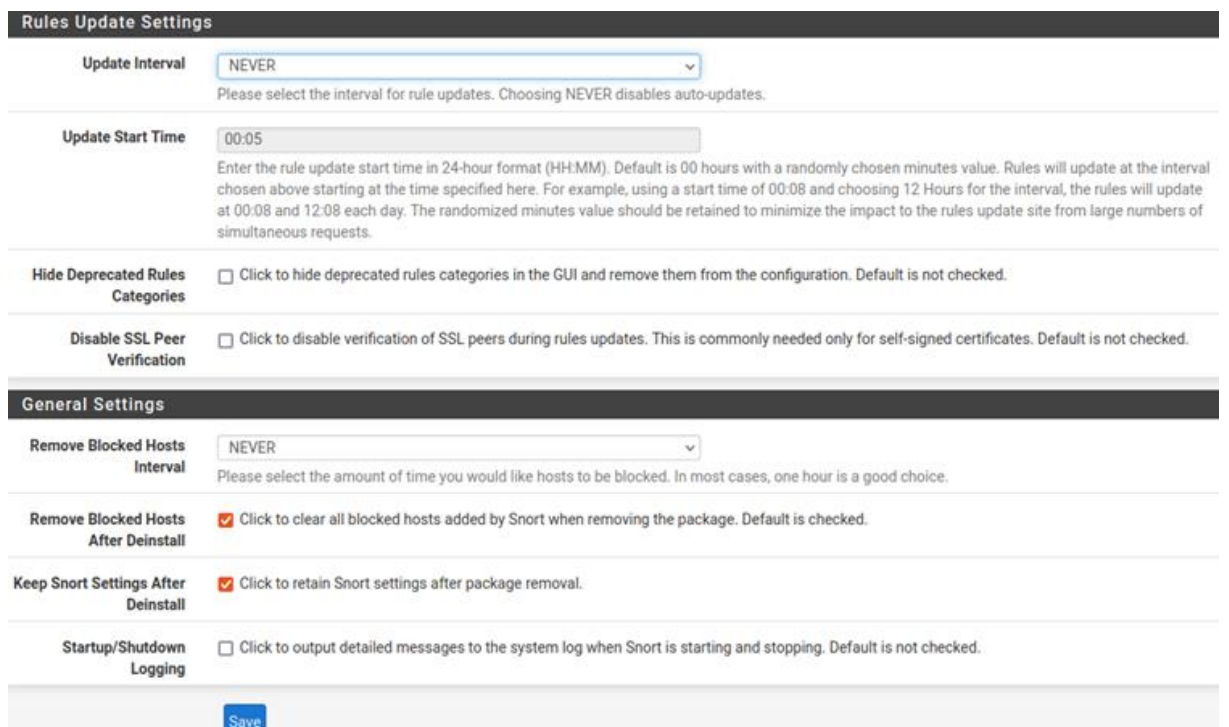 Rules Update Settings
Update Interval
NEVER
Please select the interval for rule updates. Choosing NEVER disables auto-updates.
Update Start Time
00:05
Enter the rule update start time in 24-hour format (HH:MM). Default is 00 hours with a randomly chosen minutes value. Rules will update at the interval
chosen above starting at the time specified here. For example, using a start time of 00:08 and choosing 12 Hours for the interval, the rules will update
at 00:08 and 12:08 each day. The randomized minutes value should be retained to minimize the impact to the rules update site from large numbers of
simultaneous requests.
Hide Deprecated Rules
Categories
Click to hide deprecated rules categories in the GUI and remove them from the configuration. Default is not checked.
Disable SSL Peer
Verification
Click to disable verification of SSL peers during rules updates. This is commonly needed only for self-signed certificates. Default is not checked.
General Settings
Remove Blocked Hosts
Interval
NEVER
Please select the amount of time you would like hosts to be blocked. In most cases, one hour is a good choice.
Remove Blocked Hosts
After Deinstall
Click to clear all blocked hosts added by Snort when removing the package. Default is checked.
Keep Snort Settings After
Deinstall
Click to retain Snort settings after package removal.
Startup/Shutdown
Logging
Click to output detailed messages to the system log when Snort is starting and stopping. Default is not checked.
Save